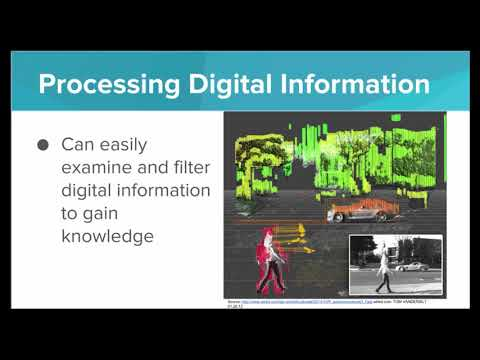 Processing Digital Information
Can easily
examine and filter
digital information
to gain
knowledge